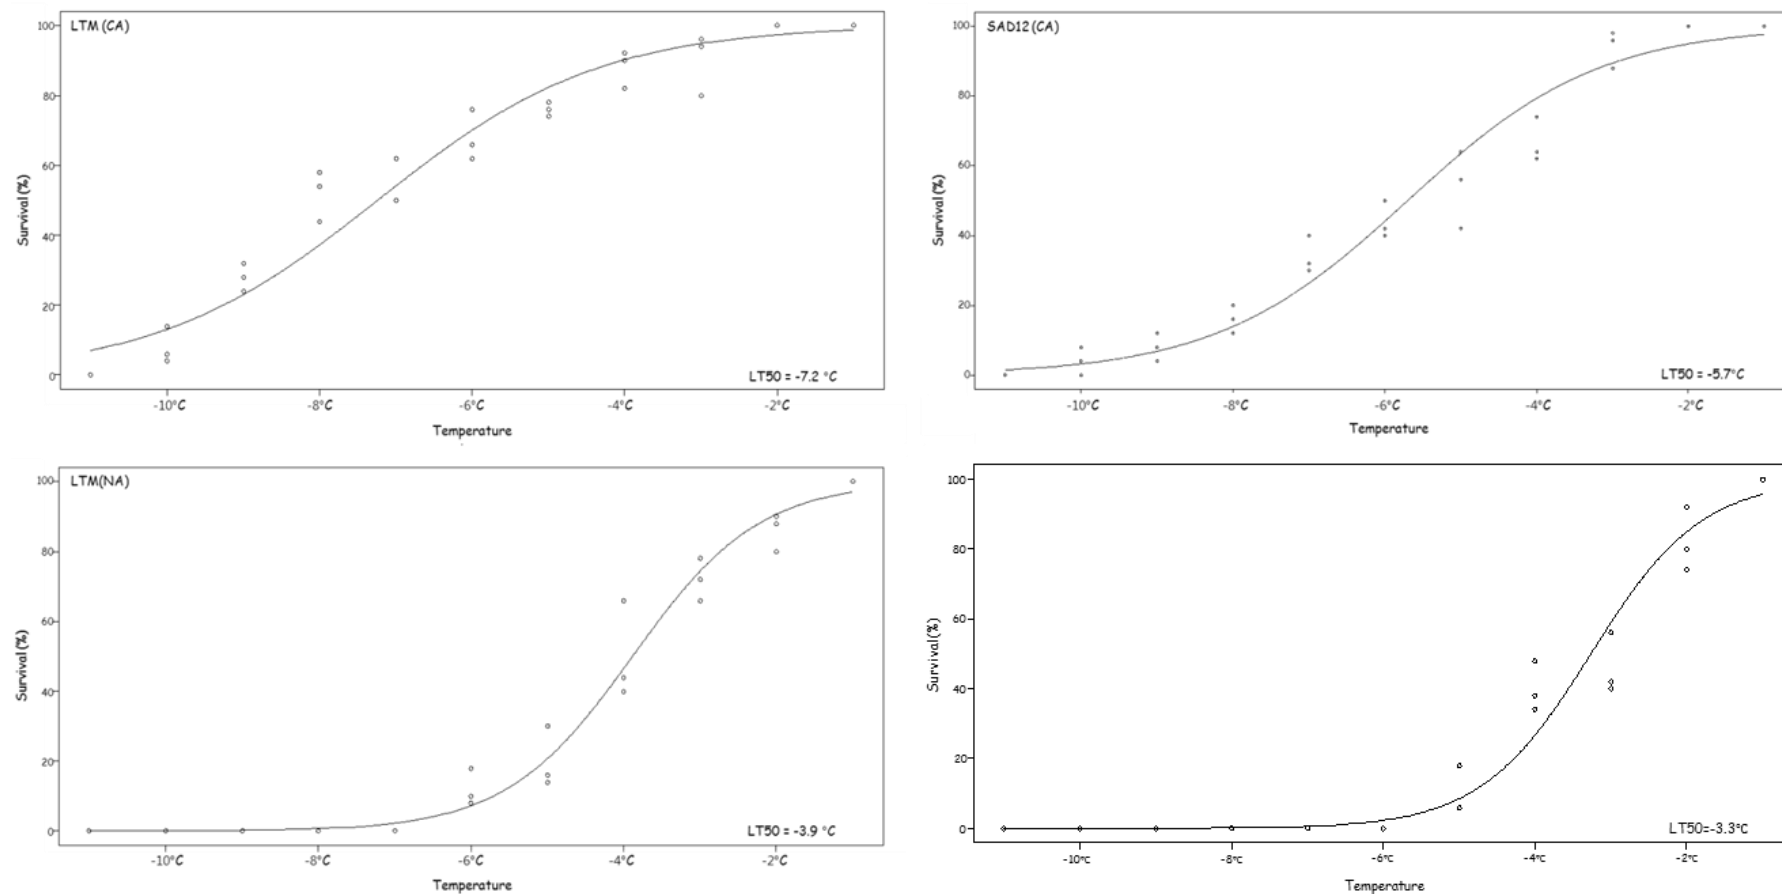 LTM (CA)
100
80
60
40
20
0
Survival(%)
-10°C
-8°C
-6°C
-4°C
-2°C
Temperature
LT50 = -7.2 °C
SAD12(CA)
100
80
60
40
20
0
Survival(%)
-10°C
-8°C
-6°C
-4°C
-2°C
Temperature
LT50 = -5.7°C
LTM(NA)
100
80
60
40
20
0
Survival(%)
-10°C
-8°C
-6°C
-4°C
-2°C
Temperature
LT50 = -3.9 °C
100
80
60
40
20
0
Survival(%)
-10°C
-8°C
-6°C
-4°C
-2°C
Temperature
LT50=-3.3°C